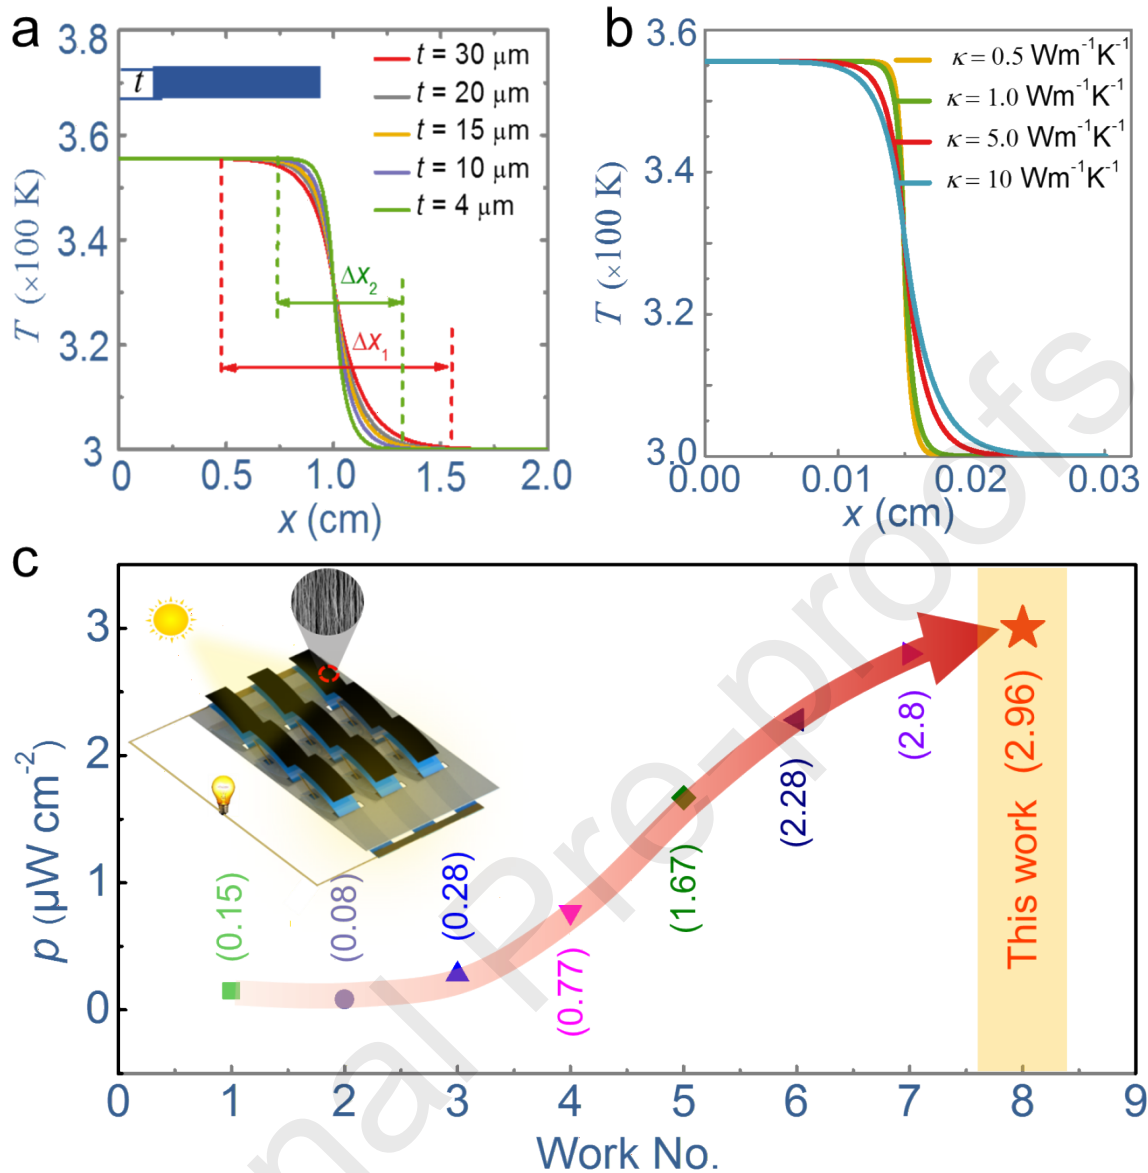 a
3.8
3.6
3.4
3.2
3
T (×100 K)
t
t = 30 μm
t = 20 μm
t = 15 μm
t = 10 μm
t = 4 μm
ΔX₂
ΔX₁
0 0.5 1.0 1.5 2.0
x (cm)
b
3.6
3.4
3.2
3.0
T (×100 K)
κ = 0.5 Wm⁻¹K⁻¹
κ = 1.0 Wm⁻¹K⁻¹
κ = 5.0 Wm⁻¹K⁻¹
κ = 10 Wm⁻¹K⁻¹
0.00 0.01 0.02 0.03
x (cm)
c
3
2
1
0
p (μW cm⁻²)
(0.15)
(0.08)
(0.28)
(0.77)
(1.67)
(2.28)
(2.8)
This work (2.96)
0 1 2 3 4 5 6 7 8 9
Work No.
nal Pre-proofs